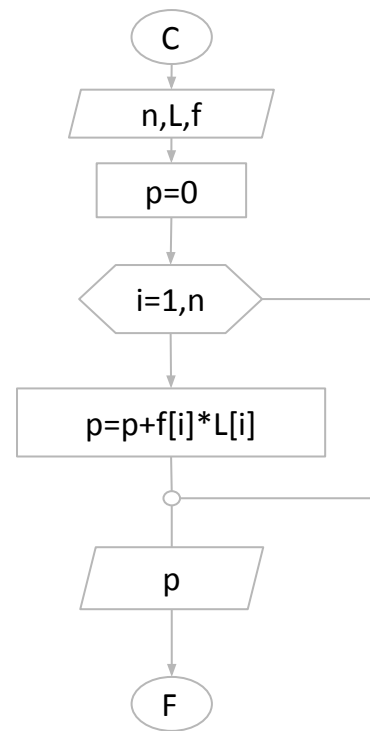 C
n,L,f
p=0
i=1,n
p=p+f[i]*L[i]
p
F